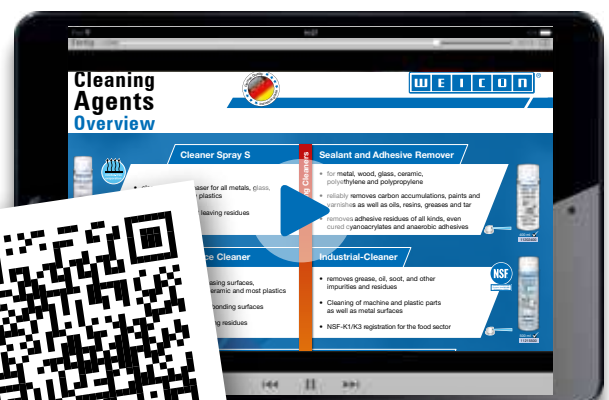 Cleaning
Agents
Overview
WEICON®
Cleaner Spray S
for all metals, glass,
plastics
leaving residues
Sealant and Adhesive Remover
• for metal, wood, glass, ceramic,
polyethylene and polypropylene
• reliably removes carbon accumulations, paints and
varnishes as well as oils, resins, greases and tar
• removes adhesive residues of all kinds, even
cured cyanoacrylates and anaerobic adhesives
Cleaner
surfaces,
ceramic and most plastics
surfaces
residues
Industrial-Cleaner
• removes grease, oil, soot, and other
impurities and residues
• Cleaning of machine and plastic parts
as well as metal surfaces
• NSF-K1/K3 registration for the food sector
NSF